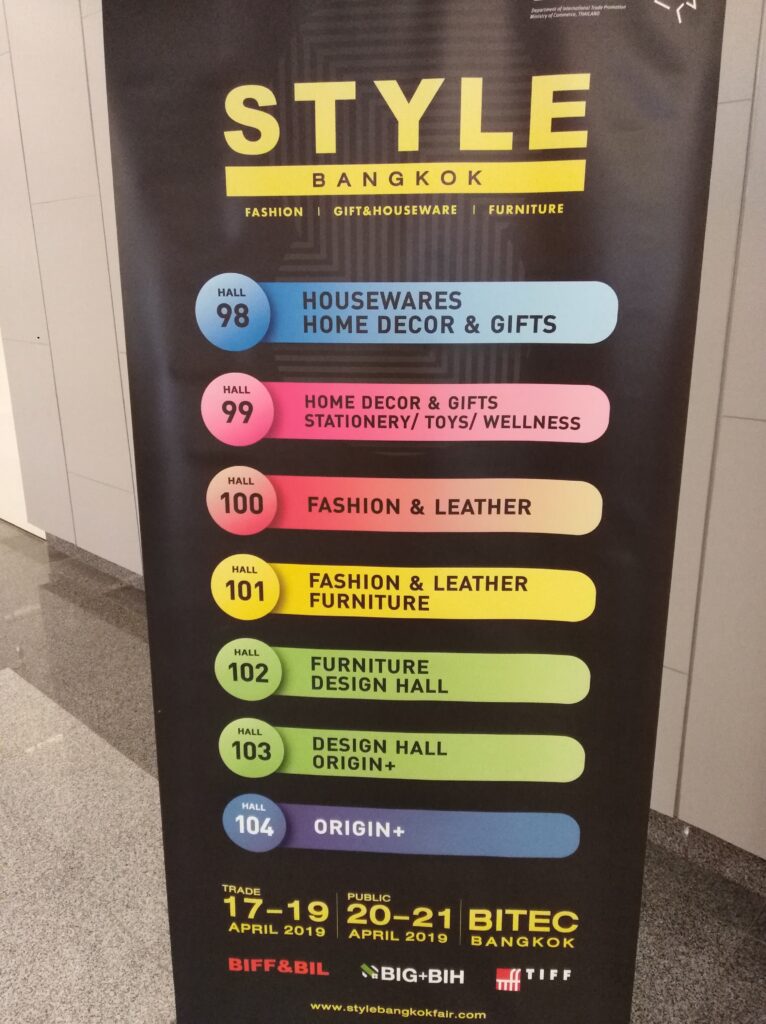 Department of International Trade Promotion
Ministry of Commerce, THAILAND
STYLE
BANGKOK
FASHION | GIFT&HOUSEWARE | FURNITURE
HALL
98
HOUSEWARES
HOME DECOR & GIFTS
HALL
99
HOME DECOR & GIFTS
STATIONERY/ TOYS/ WELLNESS
HALL
100
FASHION & LEATHER
HALL
101
FASHION & LEATHER
FURNITURE
HALL
102
FURNITURE
DESIGN HALL
HALL
103
DESIGN HALL
ORIGIN+
HALL
104
ORIGIN+
TRADE
17–19
APRIL 2019
PUBLIC
20–21
APRIL 2019
BITEC
BANGKOK
BIFF&BIL
BIG+BIH
TIFF
www.stylebangkokfair.com